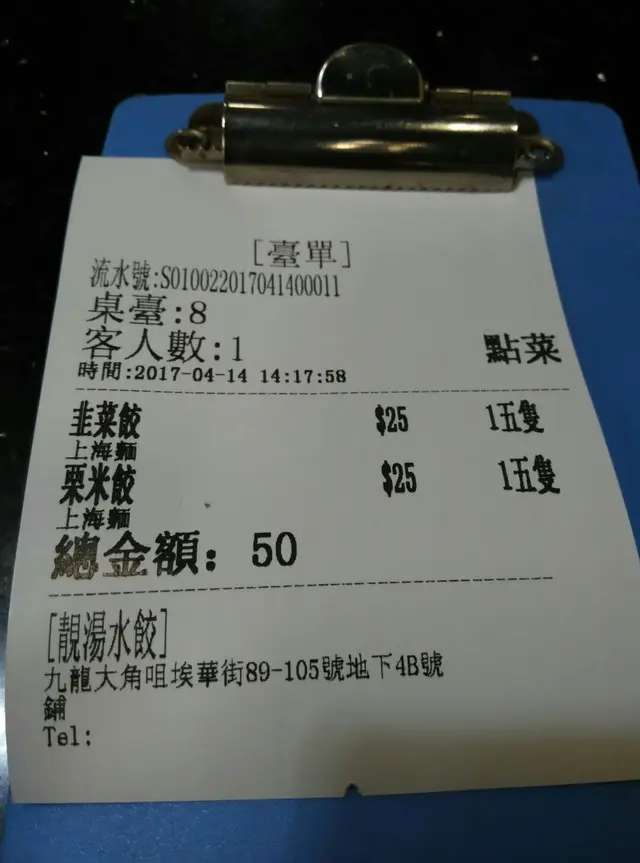 [臺單]
流水號:S010022017041400011
桌臺:8
客人數:1 點菜
時間:2017-04-14 14:17:58
韭菜餃 $25 1五隻
上海麵
粟米餃 $25 1五隻
上海麵
總金額: 50
[靚湯水餃]
九龍大角咀埃華街89-105號地下4B號
鋪
Tel: